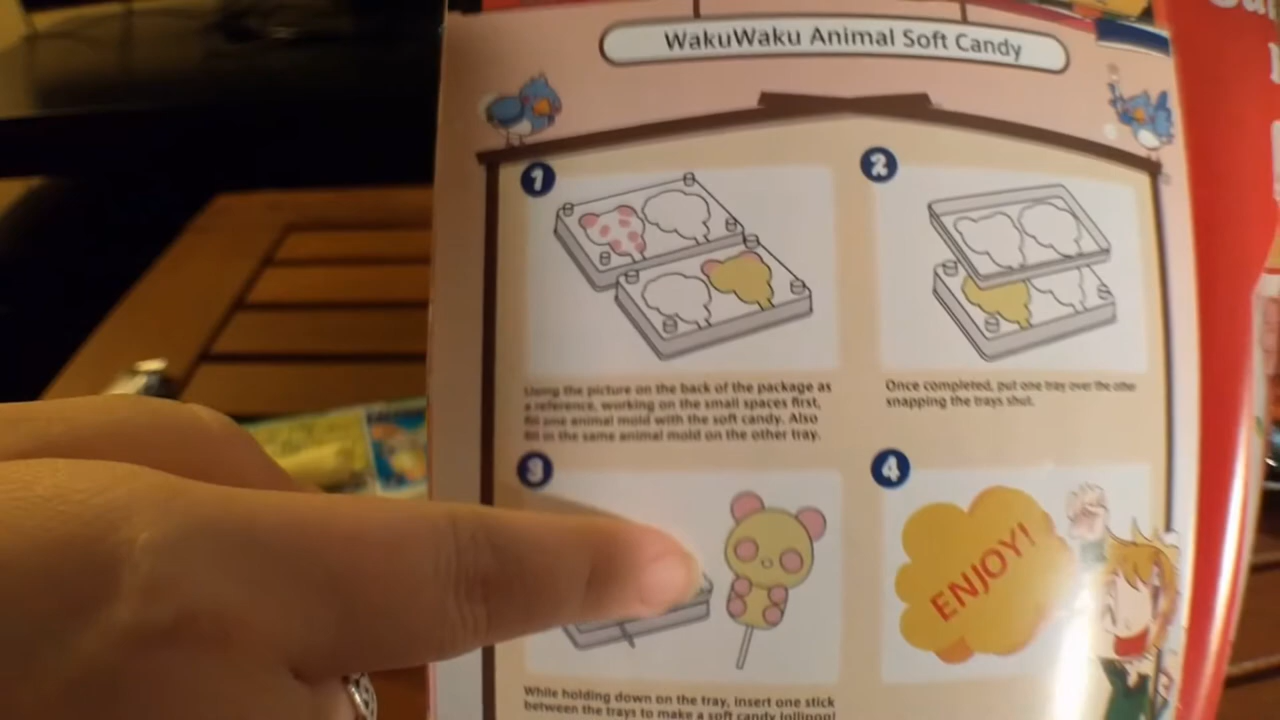 WakuWaku Animal Soft Candy
1
2
Using the picture on the back of the package as
a reference, working on the small spaces first,
fill one animal mold with the soft candy. Also
fill in the same animal mold on the other tray.
Once completed, put one tray over the other
snapping the trays shut.
3
4
ENJOY!
While holding down on the tray, insert one stick
between the trays to make a soft candy lollipop!